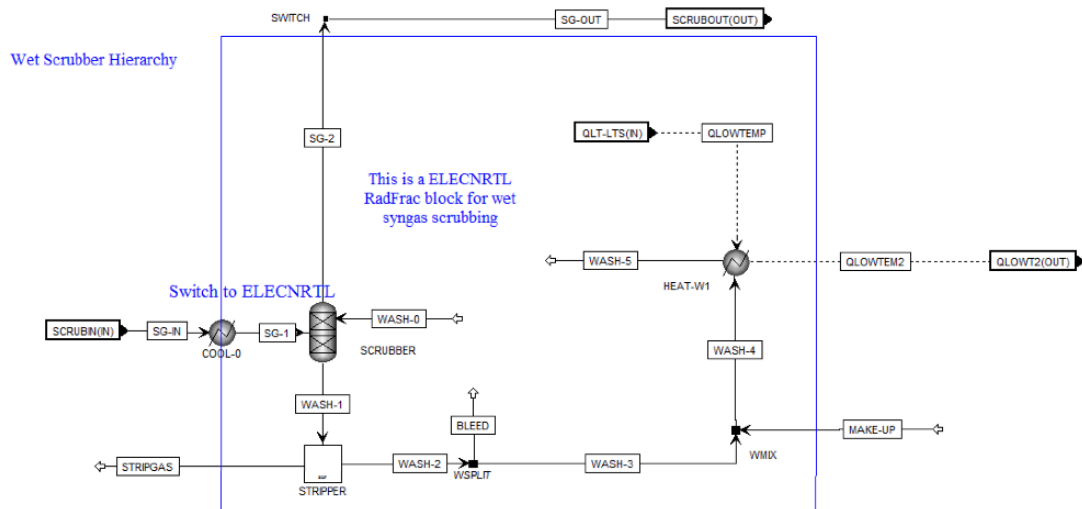 SWITCH
SG-OUT
SCRUBOUT(OUT)
Wet Scrubber Hierarchy
QLT-LTS(IN)
QLOWTEMP
SG-2
This is a ELECNRTL
RadFrac block for wet
syngas scrubbing
WASH-5
QLOWTEM2
QLOWT2(OUT)
HEAT-W1
Switch to ELECNRTL
SCRUBIN(IN)
SG-IN
SG-1
WASH-0
COOL-0
SCRUBBER
WASH-4
WASH-1
BLEED
MAKE-UP
STRIPGAS
WASH-2
WASH-3
WSPLIT
WMIX
STRIPPER